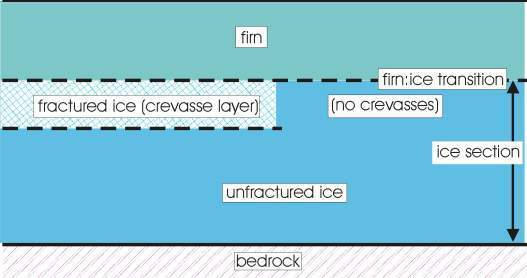 firn
firn:ice transition
fractured ice (crevasse layer)
(no crevasses)
ice section
unfractured ice
bedrock